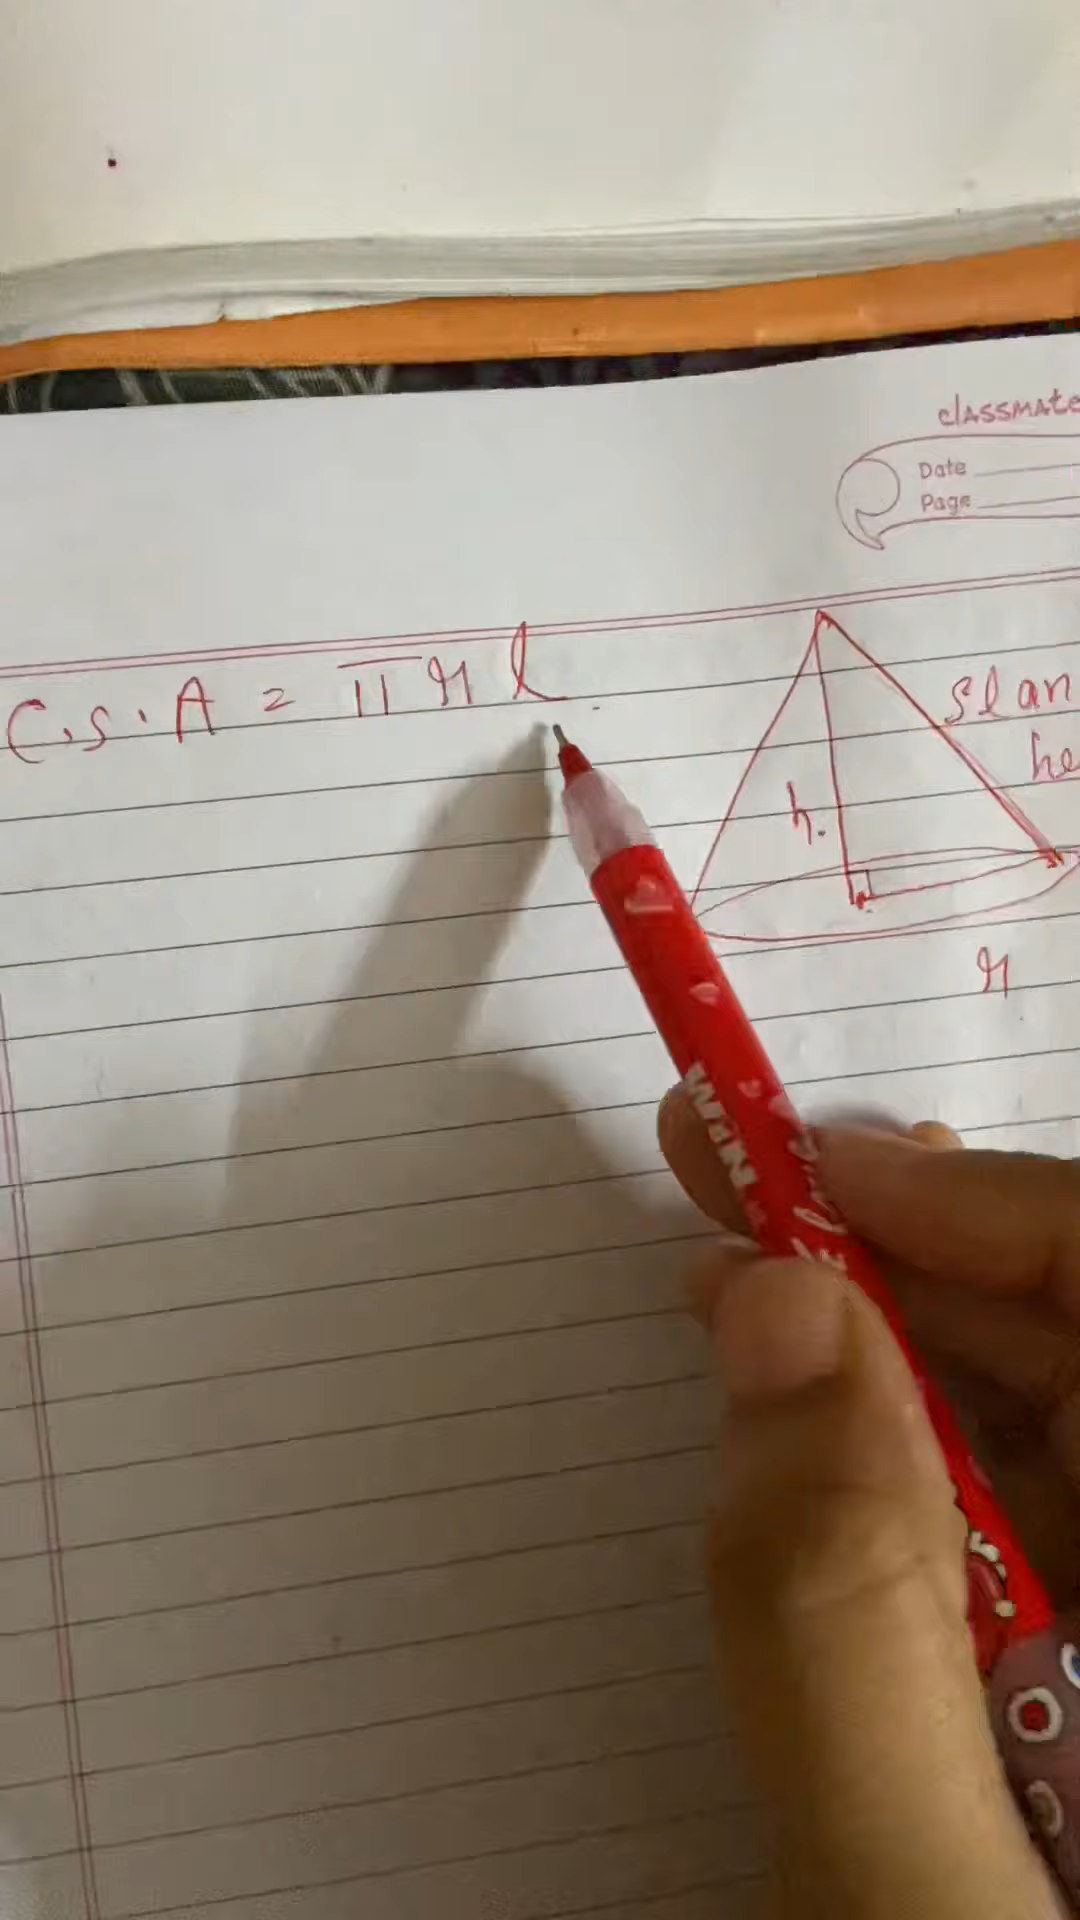 classmate
Date
Page
C.S.A = πrl
slan
he
h.
r